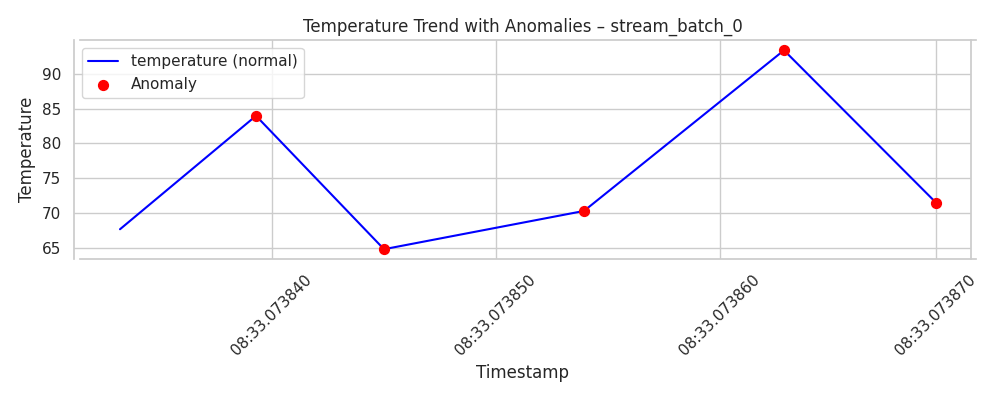 Temperature Trend with Anomalies – stream_batch_0
temperature (normal)
Anomaly
Temperature
90
85
80
75
70
65
08:33.073840
08:33.073850
08:33.073860
08:33.073870
Timestamp